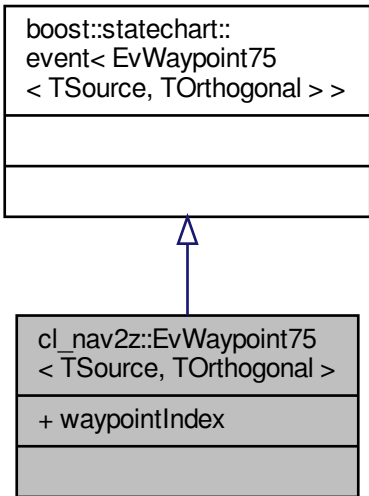 boost::statechart::
event< EvWaypoint75
< TSource, TOrthogonal > >
cl_nav2z::EvWaypoint75
< TSource, TOrthogonal >
+ waypointIndex